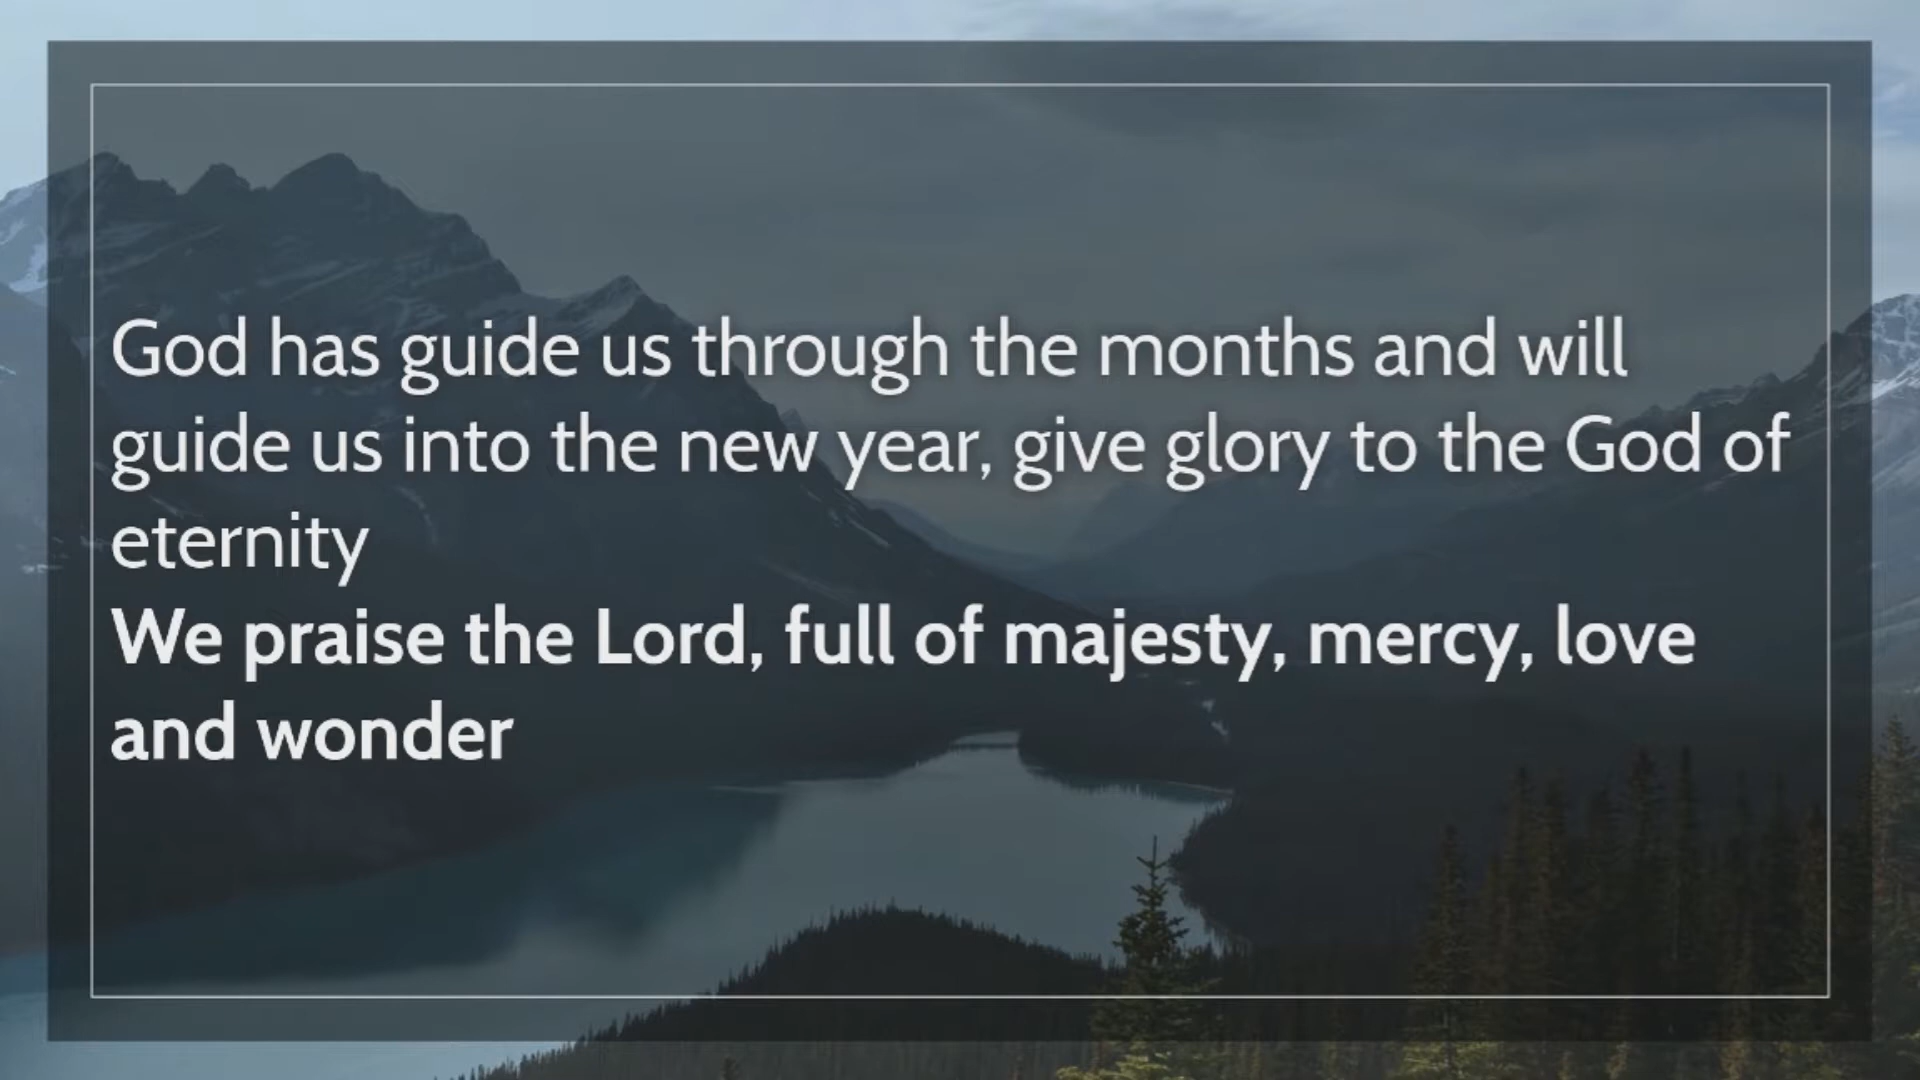 God has guide us through the months and will
guide us into the new year, give glory to the God of
eternity
We praise the Lord, full of majesty, mercy, love
and wonder